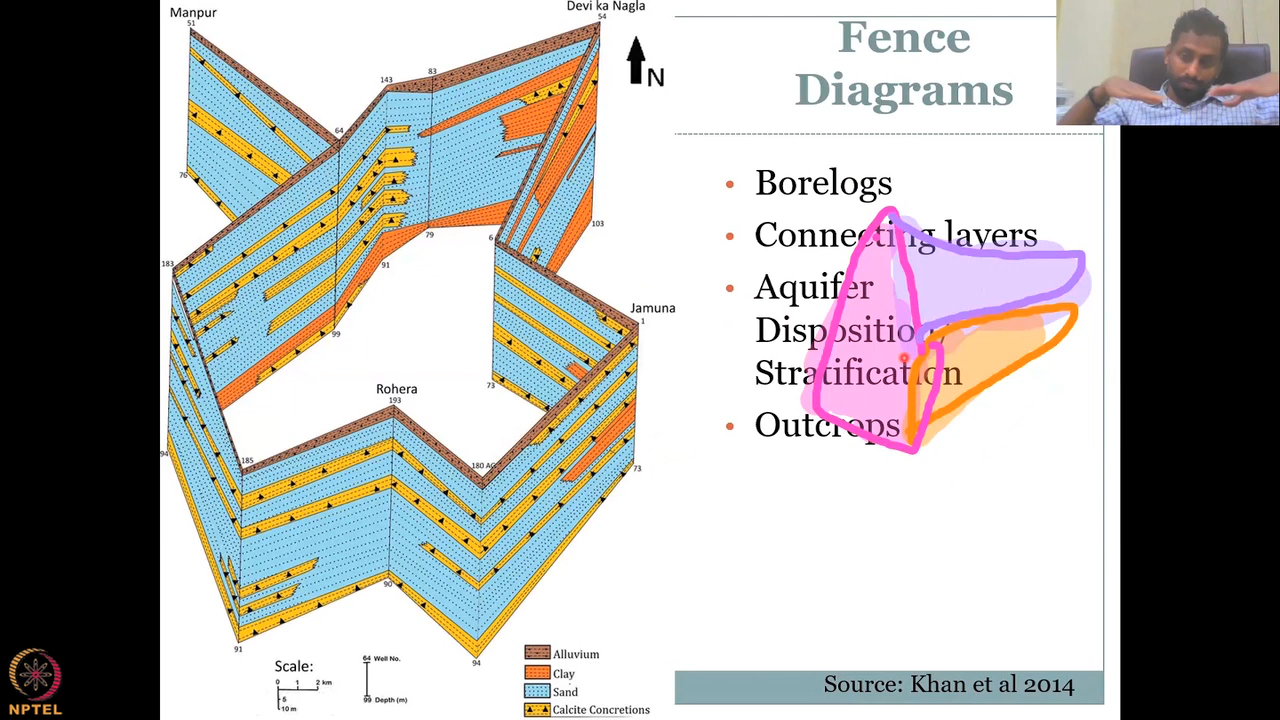 Manpur
51
Devi ka Nagla
54
N
143
83
64
76
103
79
6
91
183
99
Jamuna
1
73
Rohera
193
185
180 AG
94
73
90
91
94
Scale:
0 1 2 km
5
10 m
64 Well No.
99 Depth (m)
Alluvium
Clay
Sand
Calcite Concretions
Fence
Diagrams
• Borelogs
• Connecting layers
• Aquifer
Disposition/
Stratification
• Outcrops
Source: Khan et al 2014
NPTEL